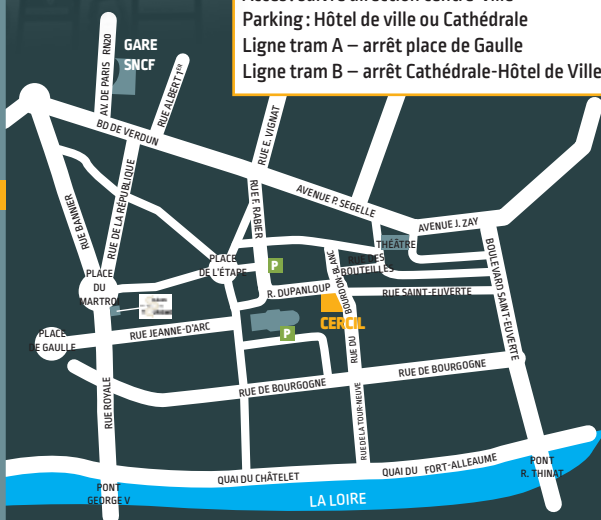 Parking : Hôtel de ville ou Cathédrale
Ligne tram A – arrêt place de Gaulle
Ligne tram B – arrêt Cathédrale-Hôtel de Ville
GARE
SNCF
AV. DE PARIS RN20
RUE ALBERT 1ER
BD DE VERDUN
RUE E. VIGNAT
RUE BANNIER
RUE DE LA RÉPUBLIQUE
RUE F. RABIER
AVENUE P. SEGELLE
AVENUE J. ZAY
THÉÂTRE
PLACE
DE L'ÉTAPE
P
RUE DES
BOUTEILLES
RUE DU BOURDON-BLANC
BOULEVARD SAINT-EUVERTE
PLACE
DU
MARTROI
R. DUPANLOUP
RUE SAINT-EUVERTE
CERCIL
P
PLACE
DE GAULLE
RUE JEANNE-D'ARC
RUE ROYALE
RUE DE BOURGOGNE
RUE DE BOURGOGNE
RUE DE LA TOUR-NEUVE
QUAI DU CHÂTELET
QUAI DU FORT-ALLEAUME
PONT
GEORGE V
LA LOIRE
PONT
R. THINAT